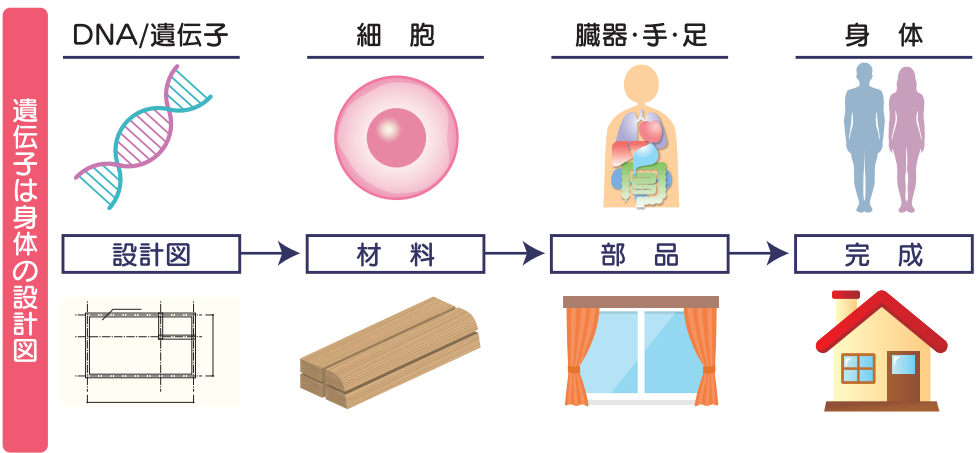 遺伝子は身体の設計図
DNA/遺伝子
細　胞
臓器・手・足
身　体
設計図
材　料
部　品
完　成